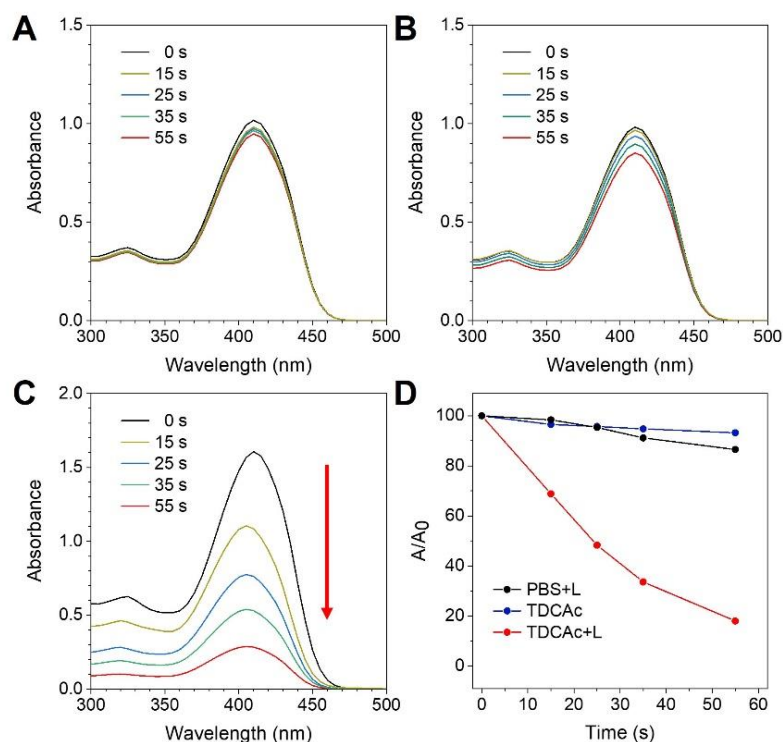 A
1.5
1.0
0.5
0.0
Absorbance
0 s
15 s
25 s
35 s
55 s
300 350 400 450 500
Wavelength (nm)
B
1.5
1.0
0.5
0.0
Absorbance
0 s
15 s
25 s
35 s
55 s
300 350 400 450 500
Wavelength (nm)
C
2.0
1.5
1.0
0.5
0.0
Absorbance
0 s
15 s
25 s
35 s
55 s
300 350 400 450 500
Wavelength (nm)
D
100
80
60
40
20
0
A/A0
PBS+L
TDCAc
TDCAc+L
0 10 20 30 40 50 60
Time (s)